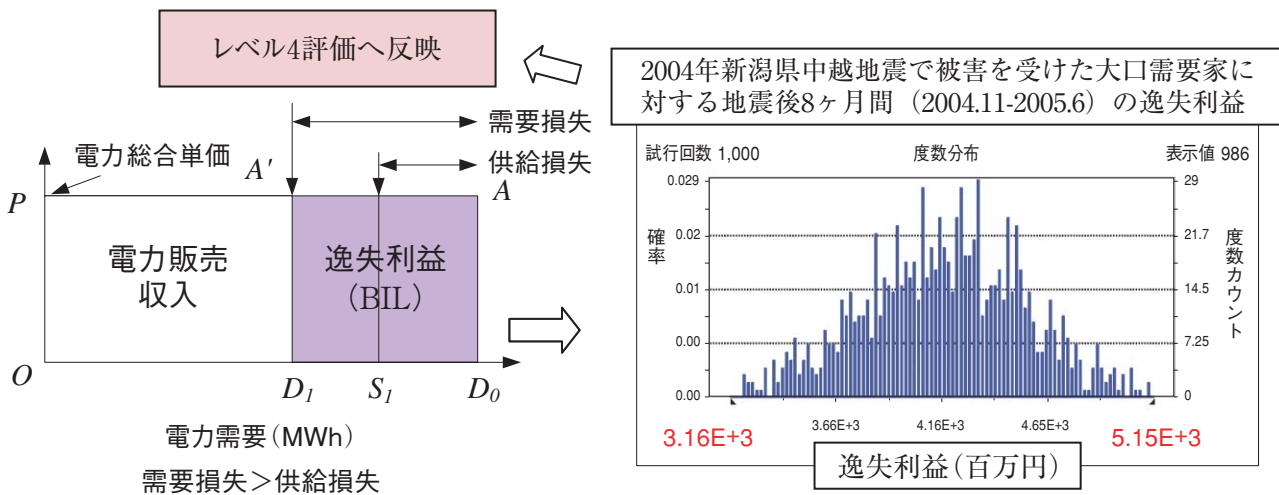 レベル4評価へ反映
需要損失
供給損失
電力総合単価
A′
A
P
電力販売
収入
逸失利益
(BIL)
O
D1
S1
D0
電力需要(MWh)
需要損失>供給損失
2004年新潟県中越地震で被害を受けた大口需要家に
対する地震後8ヶ月間(2004.11-2005.6)の逸失利益
試行回数 1,000
度数分布
表示値 986
0.029
0.02
0.01
0.00
0.00
確率
29
21.7
14.5
7.25
0
度数カウント
3.16E+3
3.66E+3
4.16E+3
4.65E+3
5.15E+3
逸失利益(百万円)